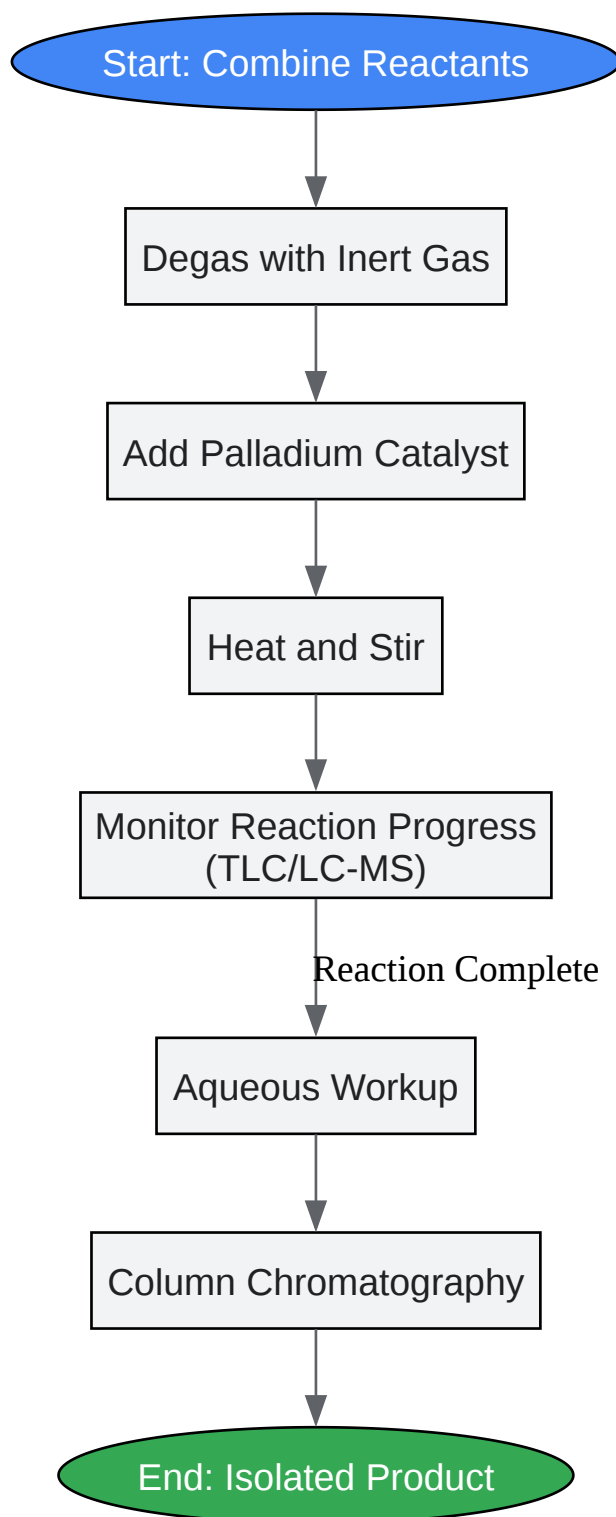 Start: Combine Reactants
Degas with Inert Gas
Add Palladium Catalyst
Heat and Stir
Monitor Reaction Progress
(TLC/LC-MS)
Reaction Complete
Aqueous Workup
Column Chromatography
End: Isolated Product